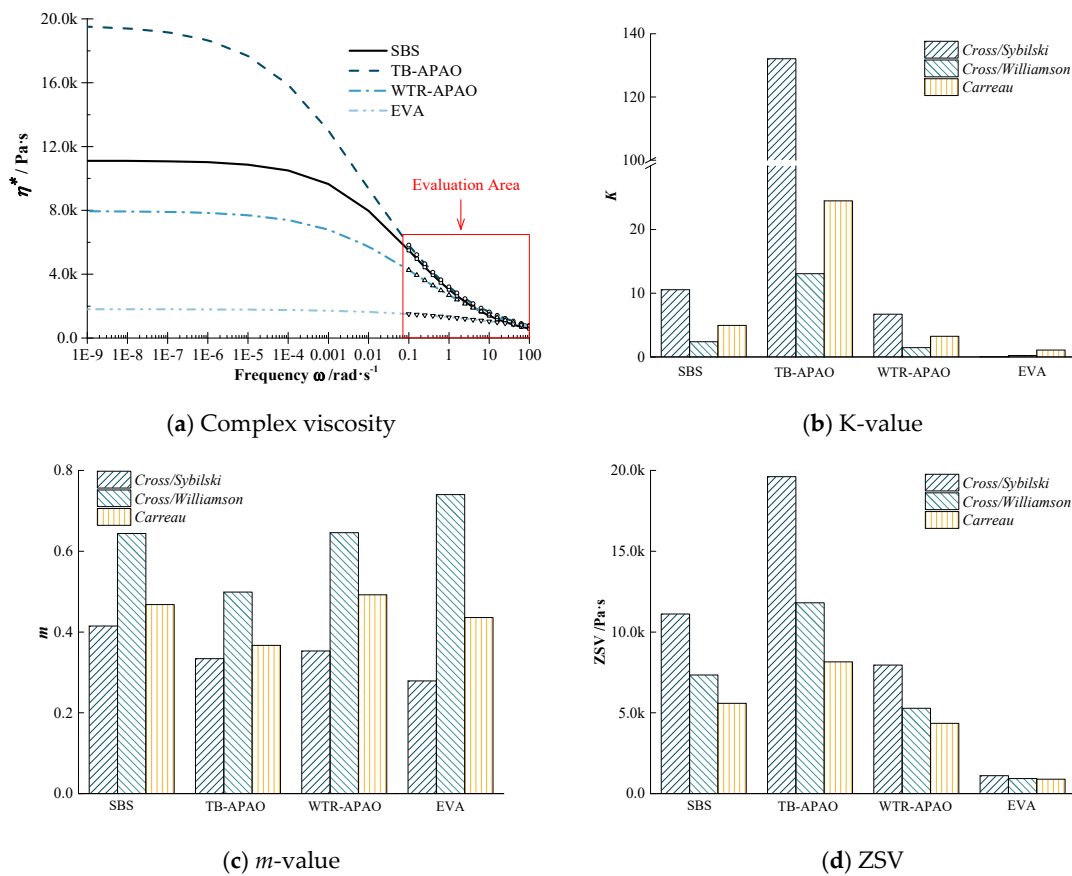 20.0k
16.0k
12.0k
8.0k
4.0k
0.0
η* / Pa·s
SBS
TB-APAO
WTR-APAO
EVA
Evaluation Area
1E-9 1E-8 1E-7 1E-6 1E-5 1E-4 0.001 0.01 0.1 1 10 100
Frequency ω /rad·s⁻¹
(a) Complex viscosity
140
120
100
20
10
0
K
Cross/Sybilski
Cross/Williamson
Carreau
SBS TB-APAO WTR-APAO EVA
(b) K-value
0.8
0.6
0.4
0.2
0.0
m
Cross/Sybilski
Cross/Williamson
Carreau
SBS TB-APAO WTR-APAO EVA
(c) m-value
20.0k
15.0k
10.0k
5.0k
0.0
ZSV /Pa·s
Cross/Sybilski
Cross/Williamson
Carreau
SBS TB-APAO WTR-APAO EVA
(d) ZSV